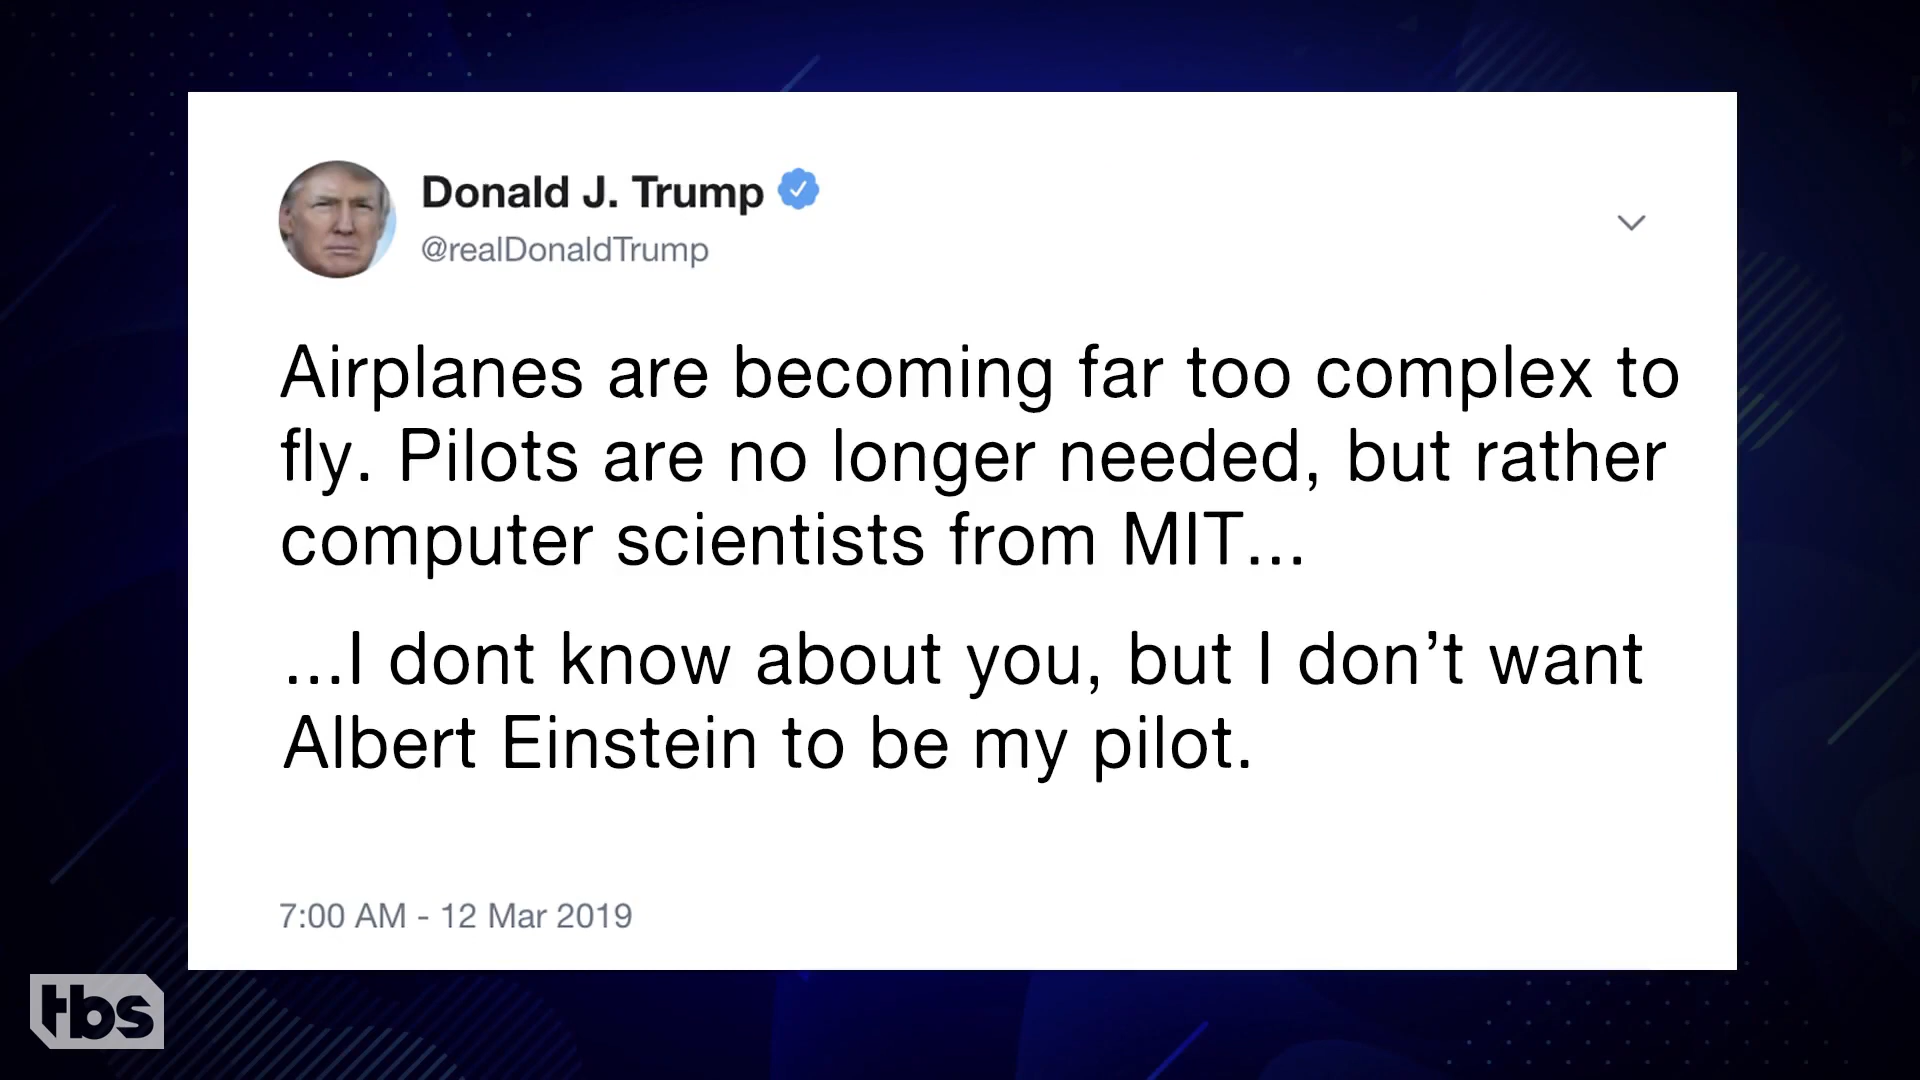 Donald J. Trump
@realDonaldTrump
Airplanes are becoming far too complex to
fly. Pilots are no longer needed, but rather
computer scientists from MIT...
...I dont know about you, but I don’t want
Albert Einstein to be my pilot.
7:00 AM - 12 Mar 2019
tbs